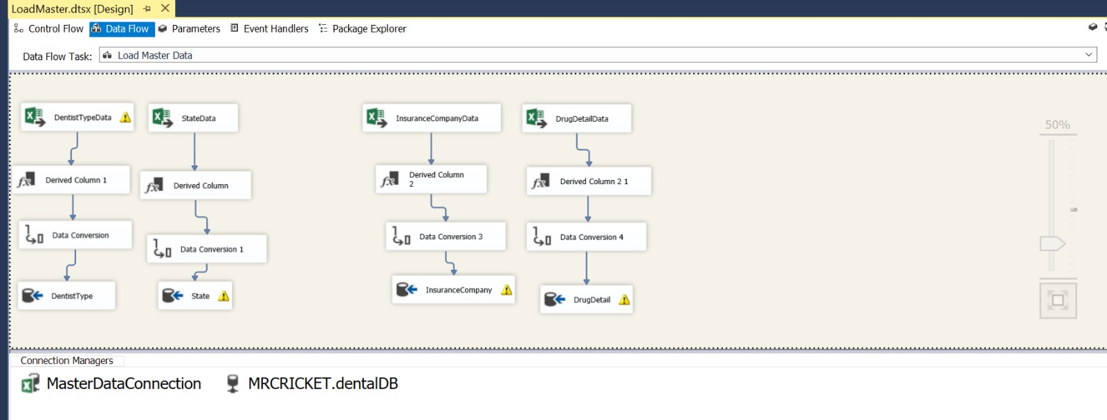 LoadMaster.dtsx [Design]
Control Flow Data Flow Parameters Event Handlers Package Explorer
Data Flow Task: Load Master Data
DentistTypeData StateData InsuranceCompanyData DrugDetailData
50%
Derived Column 1 Derived Column Derived Column 2 Derived Column 2 1
Data Conversion Data Conversion 1 Data Conversion 3 Data Conversion 4
DentistType State InsuranceCompany DrugDetail
Connection Managers
MasterDataConnection MRCRICKET.dentalDB